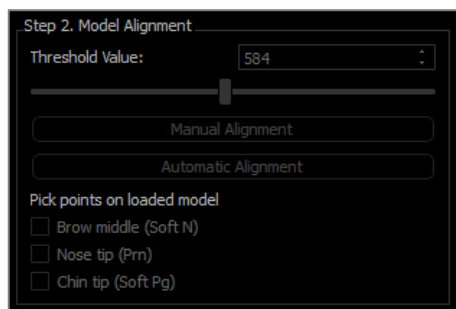 Step 2. Model Alignment
Threshold Value: 584
Manual Alignment
Automatic Alignment
Pick points on loaded model
Brow middle (Soft N)
Nose tip (Prn)
Chin tip (Soft Pg)